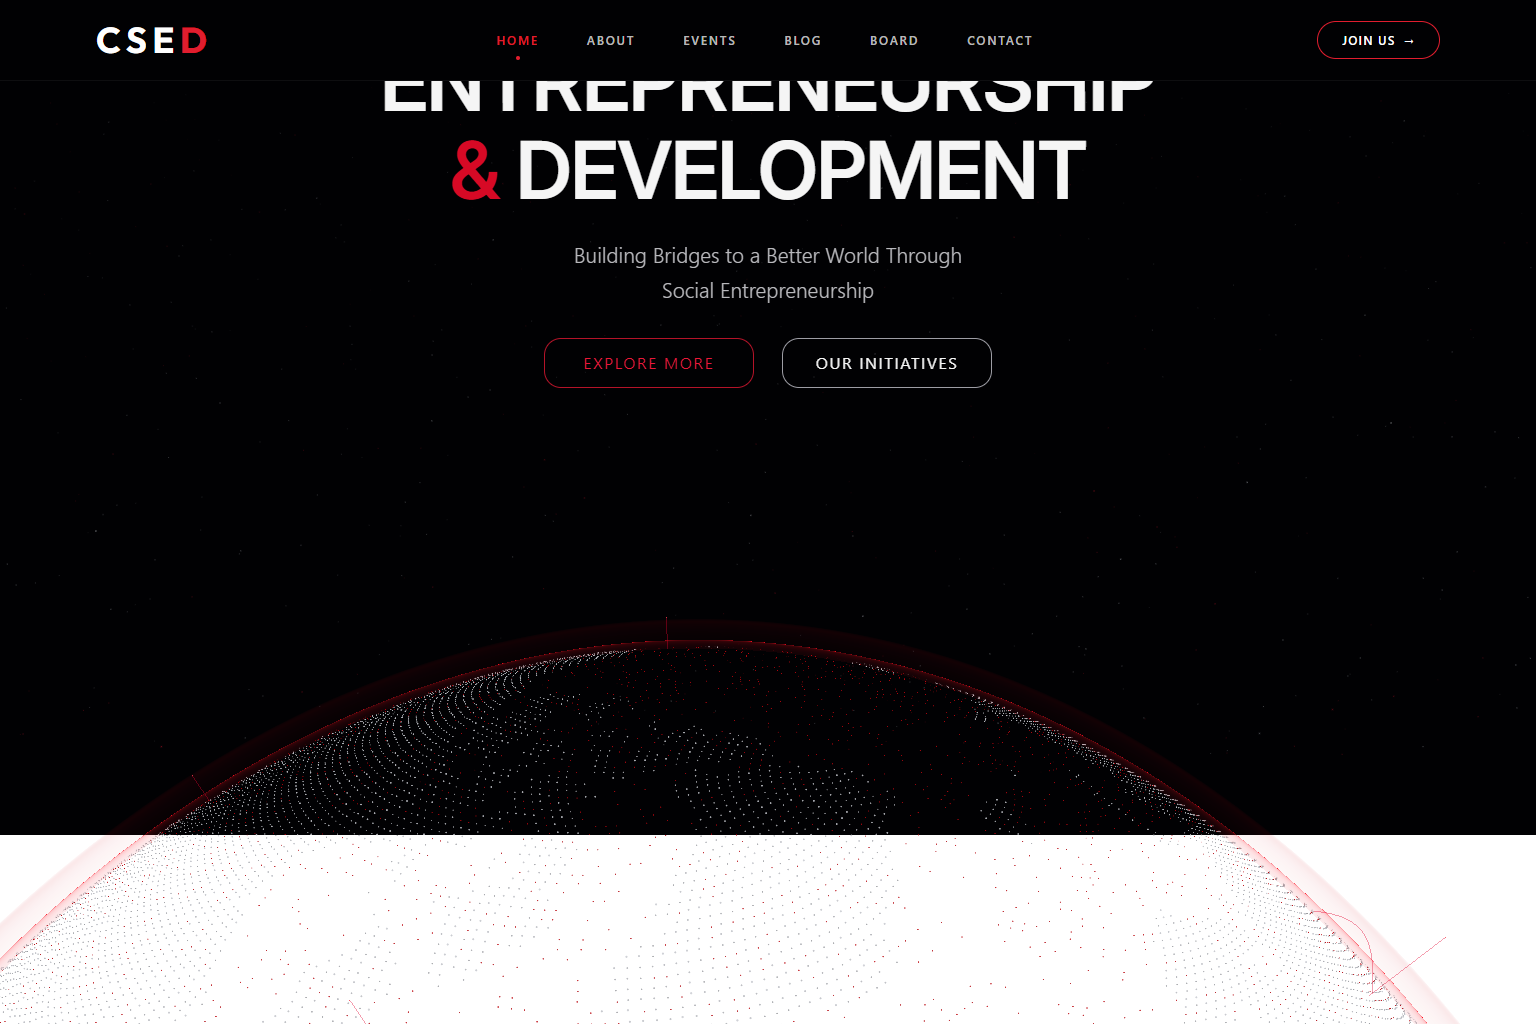 CSED
HOME ABOUT EVENTS BLOG BOARD CONTACT
JOIN US →
ENTREPRENEURSHIP
& DEVELOPMENT
Building Bridges to a Better World Through
Social Entrepreneurship
EXPLORE MORE
OUR INITIATIVES